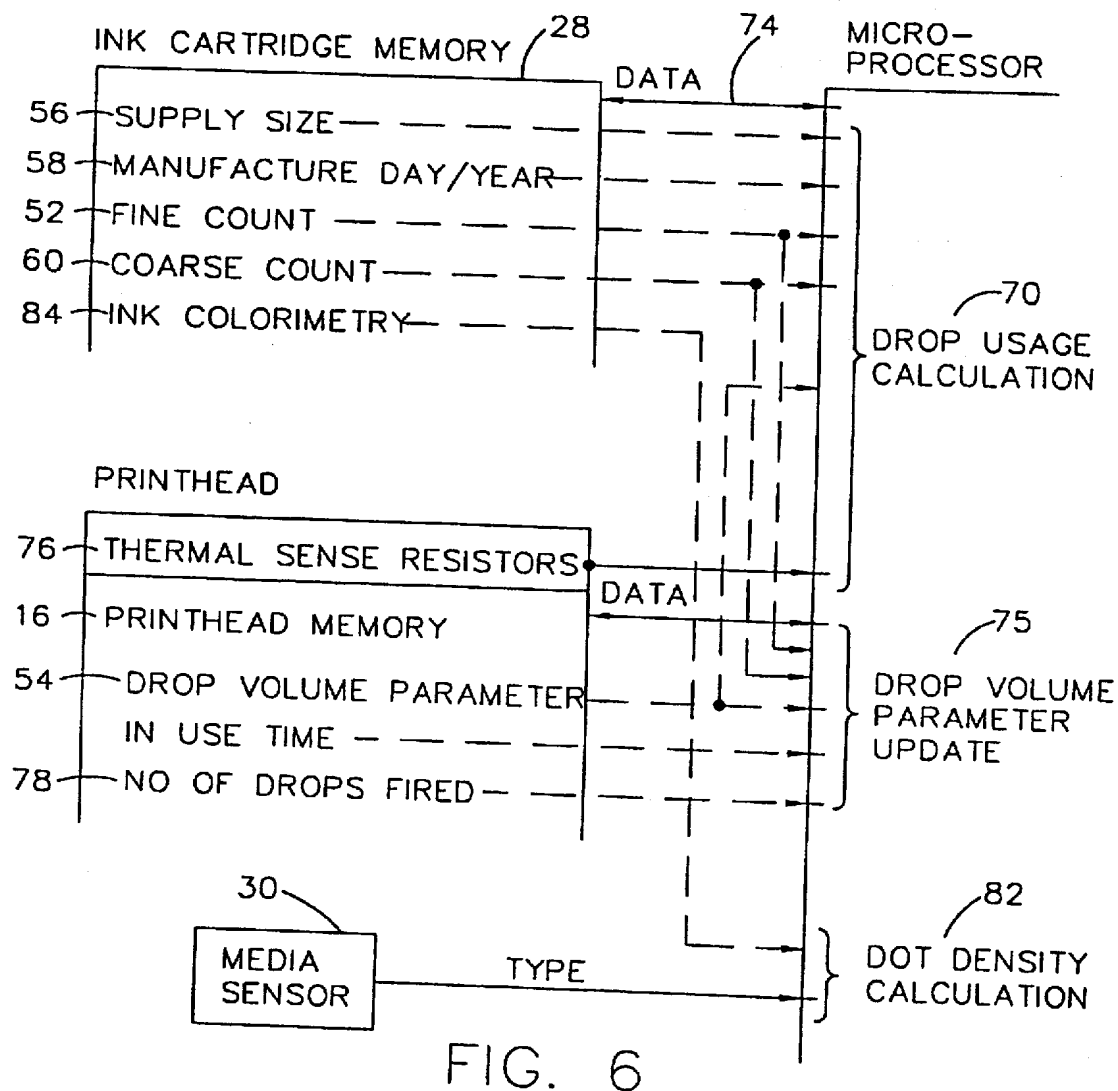 INK CARTRIDGE MEMORY
28
74
MICRO-
PROCESSOR
DATA
56 SUPPLY SIZE
58 MANUFACTURE DAY/YEAR
52 FINE COUNT
60 COARSE COUNT
84 INK COLORIMETRY
70
DROP USAGE
CALCULATION
PRINTHEAD
76 THERMAL SENSE RESISTORS
DATA
16 PRINTHEAD MEMORY
54 DROP VOLUME PARAMETER
IN USE TIME
78 NO OF DROPS FIRED
75
DROP VOLUME
PARAMETER
UPDATE
30
MEDIA
SENSOR
TYPE
82
DOT DENSITY
CALCULATION
FIG. 6